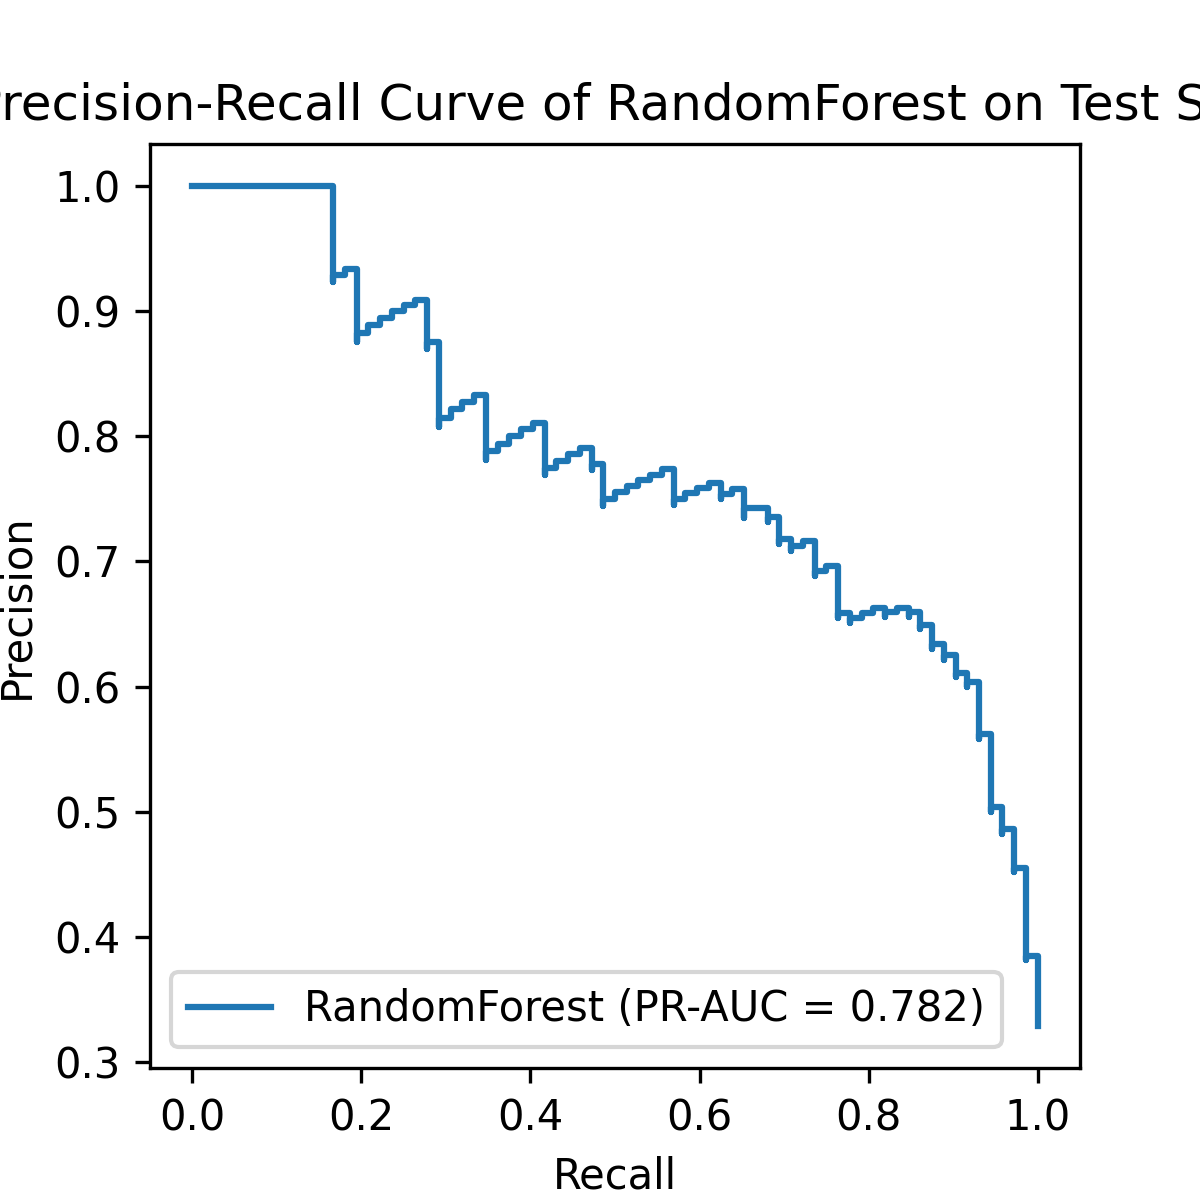 recision-Recall Curve of RandomForest on Test S
1.0
0.9
0.8
0.7
0.6
0.5
0.4
0.3
Precision
RandomForest (PR-AUC = 0.782)
0.0 0.2 0.4 0.6 0.8 1.0
Recall